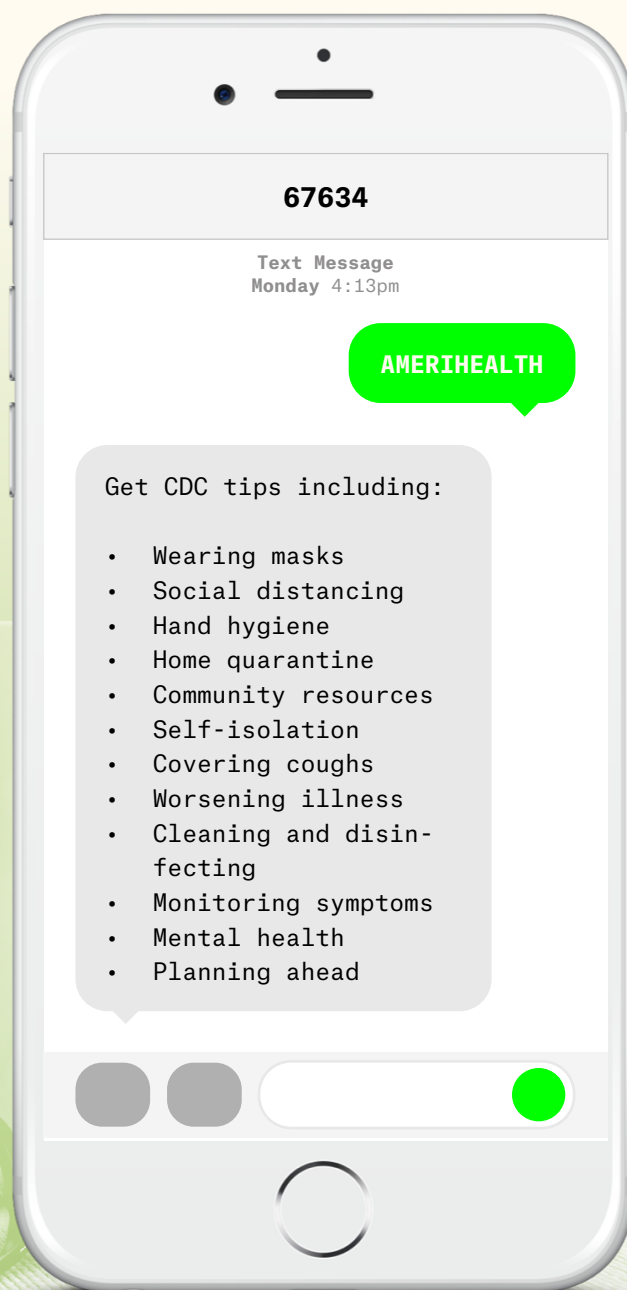 67634
Text Message
Monday 4:13pm
AMERIHEALTH
Get CDC tips including:
• Wearing masks
• Social distancing
• Hand hygiene
• Home quarantine
• Community resources
• Self-isolation
• Covering coughs
• Worsening illness
• Cleaning and disin-
fecting
• Monitoring symptoms
• Mental health
• Planning ahead